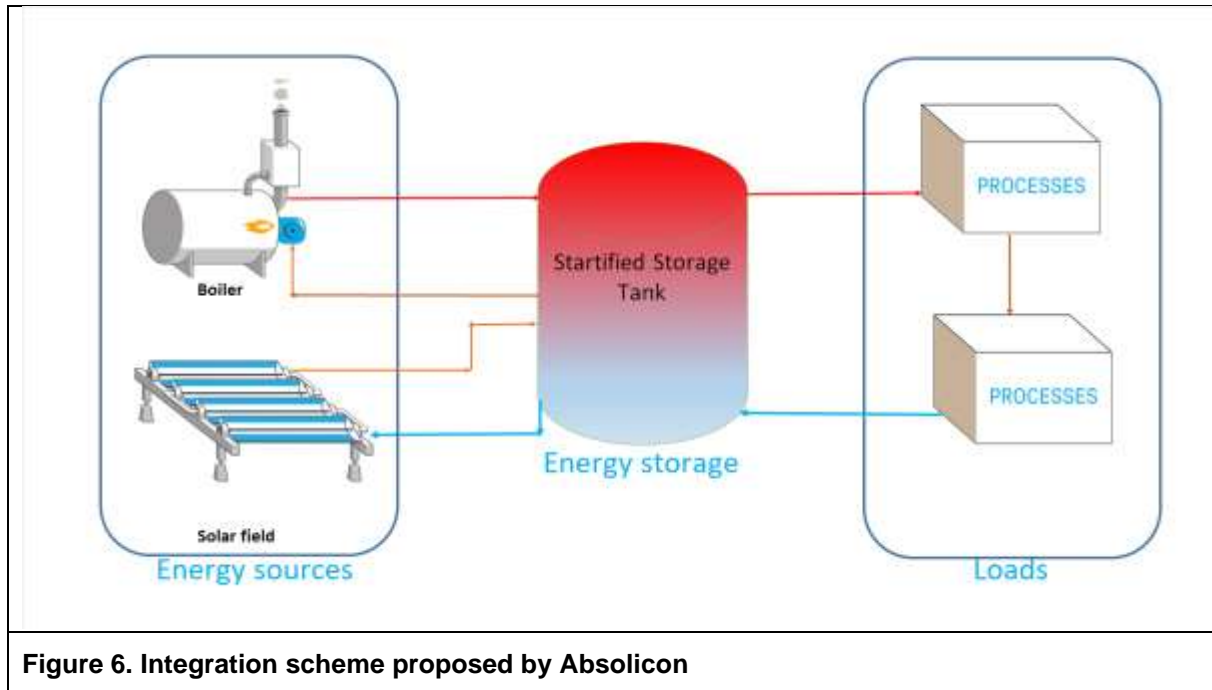 PROCESSES
Startified Storage
Tank
Boiler
PROCESSES
Energy storage
Solar field
Energy sources
Loads
Figure 6. Integration scheme proposed by Absolicon